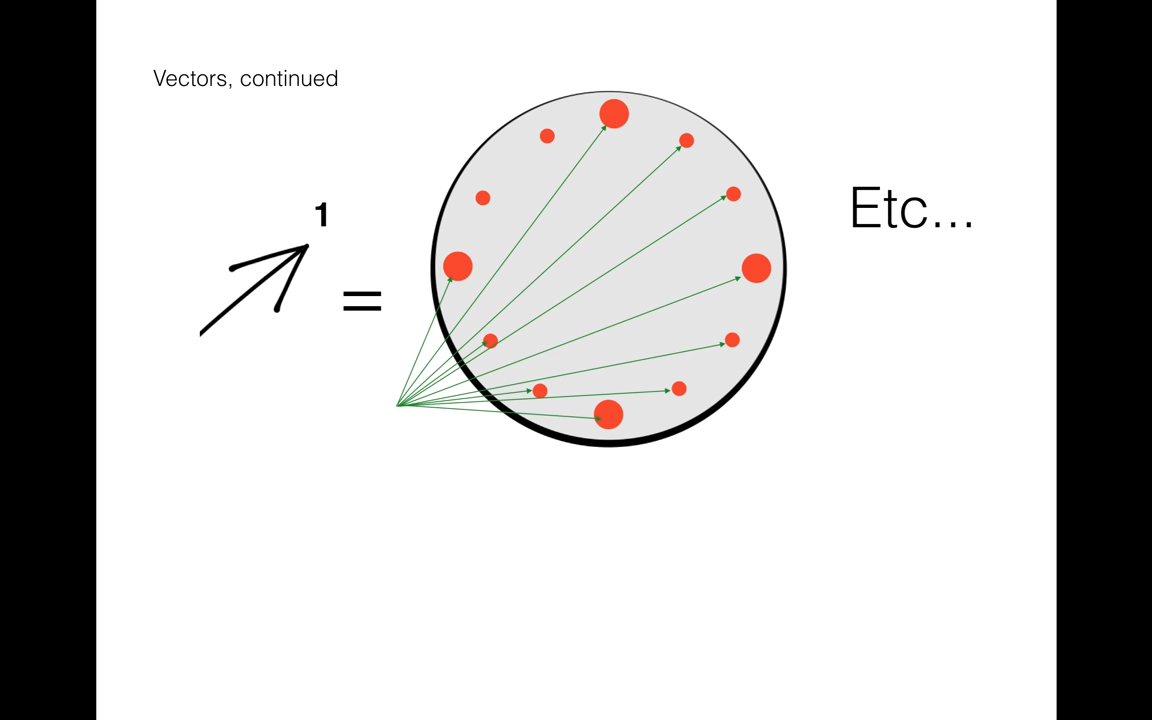 Vectors, continued
1
=
Etc...